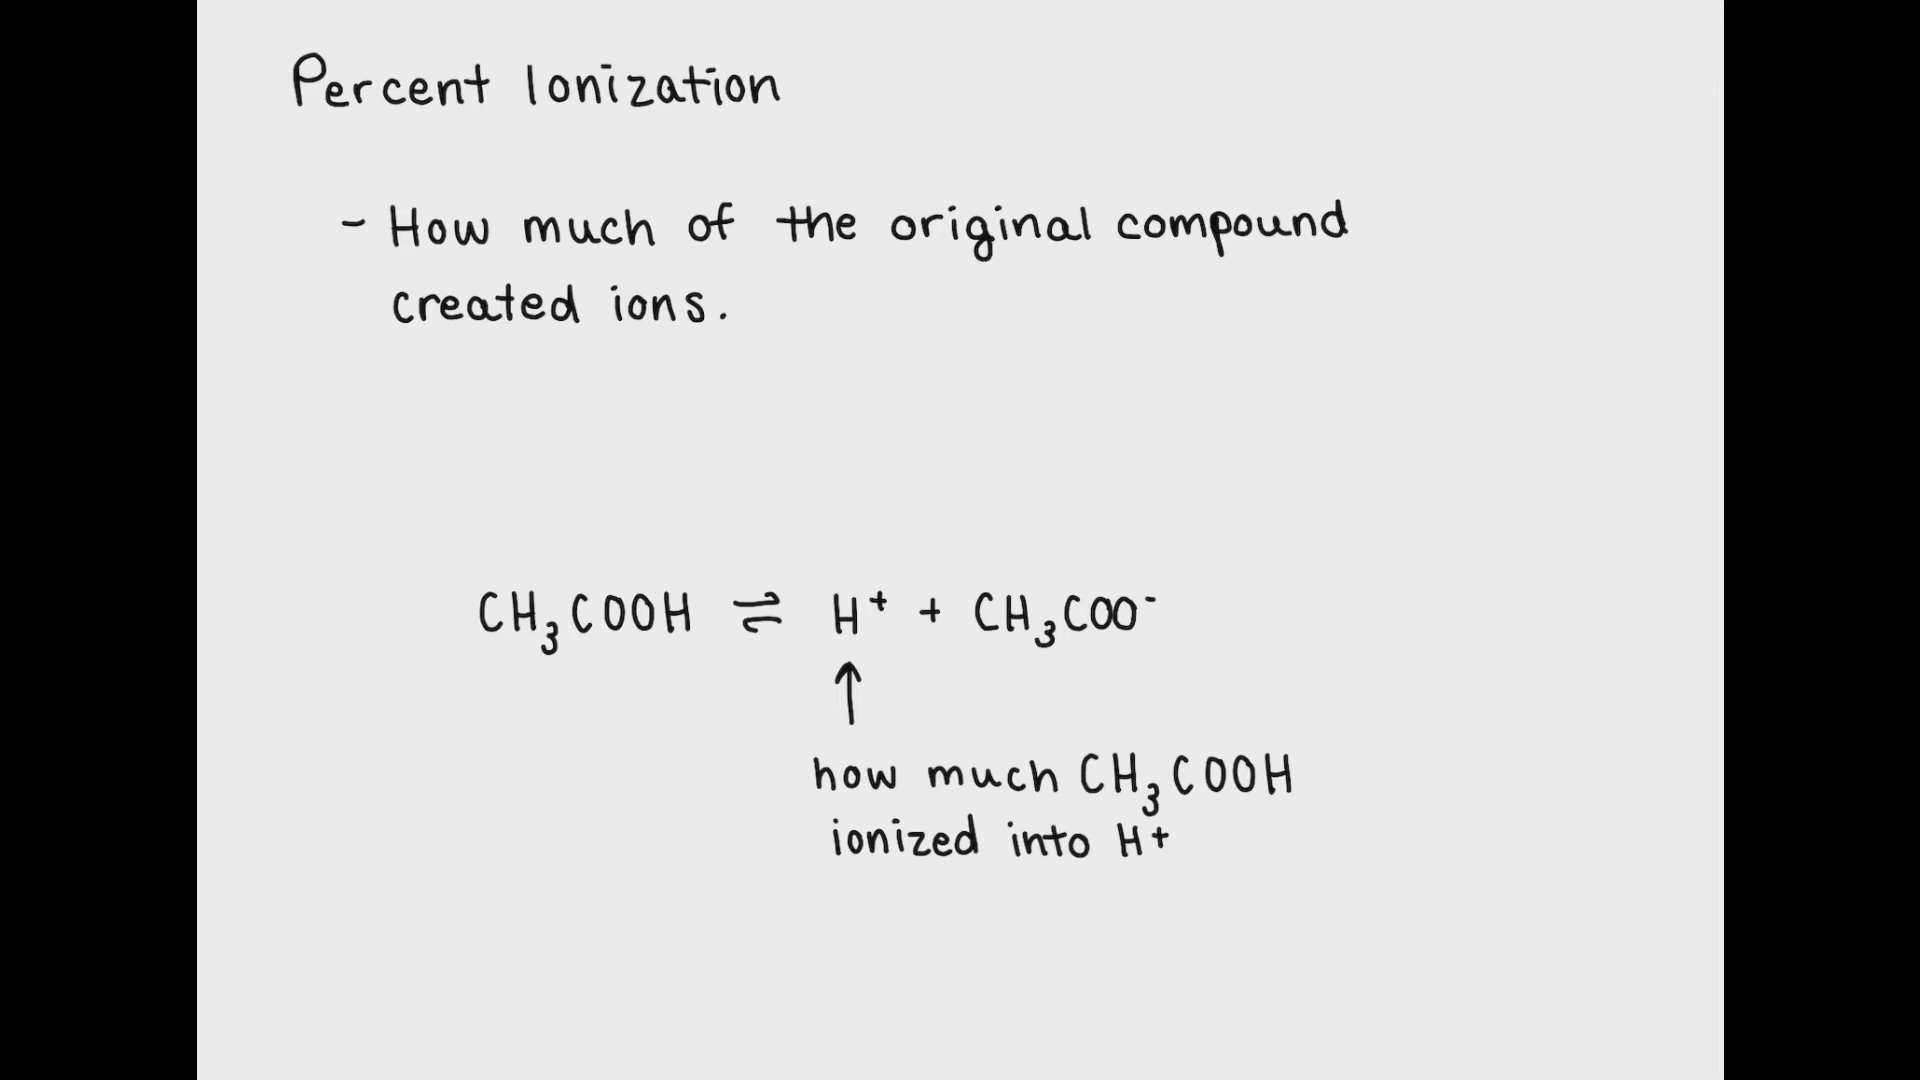 Percent Ionization
- How much of the original compound
created ions.
CH₃COOH ⇌ H⁺ + CH₃COO⁻
↑
how much CH₃COOH
ionized into H⁺